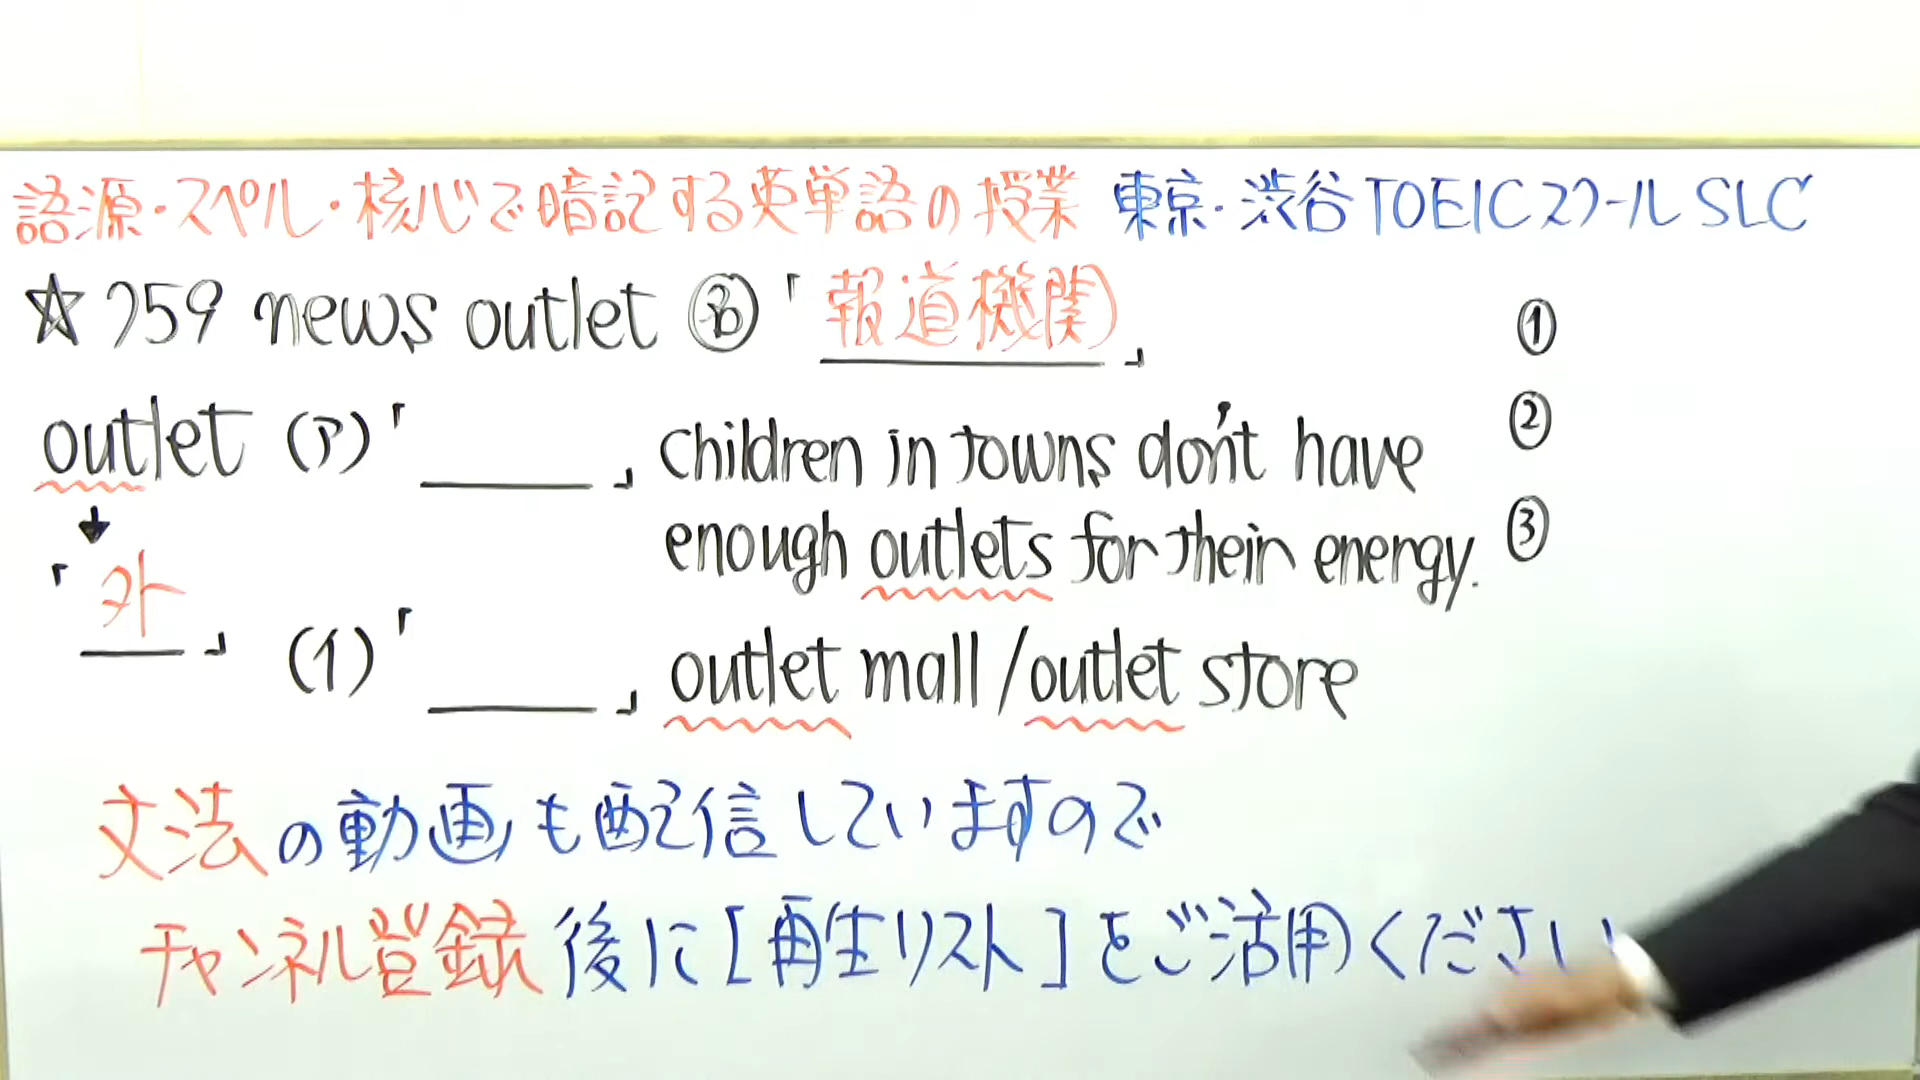 語源・スペル・核心で暗記する英単語の授業 東京・渋谷TOEICスクールSLC
☆759 news outlet ㊔「報道機関」 ①
outlet (ア)「____」 children in towns don't have ②
enough outlets for their energy. ③
↓
「外」
(イ)「____」 outlet mall/outlet store
文法の動画も配信していますので
チャンネル登録後に[再生リスト]をご活用ください